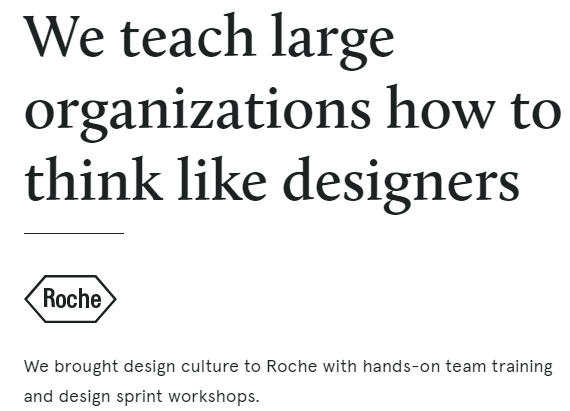 We teach large
organizations how to
think like designers
Roche
We brought design culture to Roche with hands-on team training
and design sprint workshops.